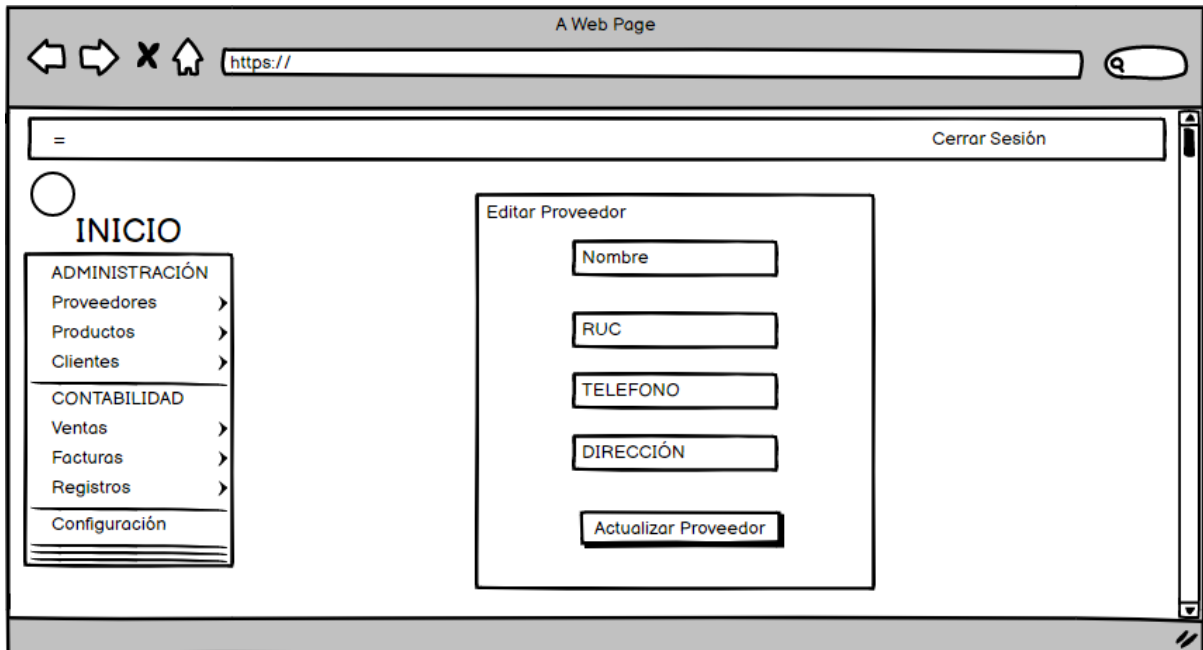 A Web Page
https://
=
Cerrar Sesión
INICIO
ADMINISTRACIÓN
Proveedores
Productos
Clientes
CONTABILIDAD
Ventas
Facturas
Registros
Configuración
Editar Proveedor
Nombre
RUC
TELEFONO
DIRECCIÓN
Actualizar Proveedor